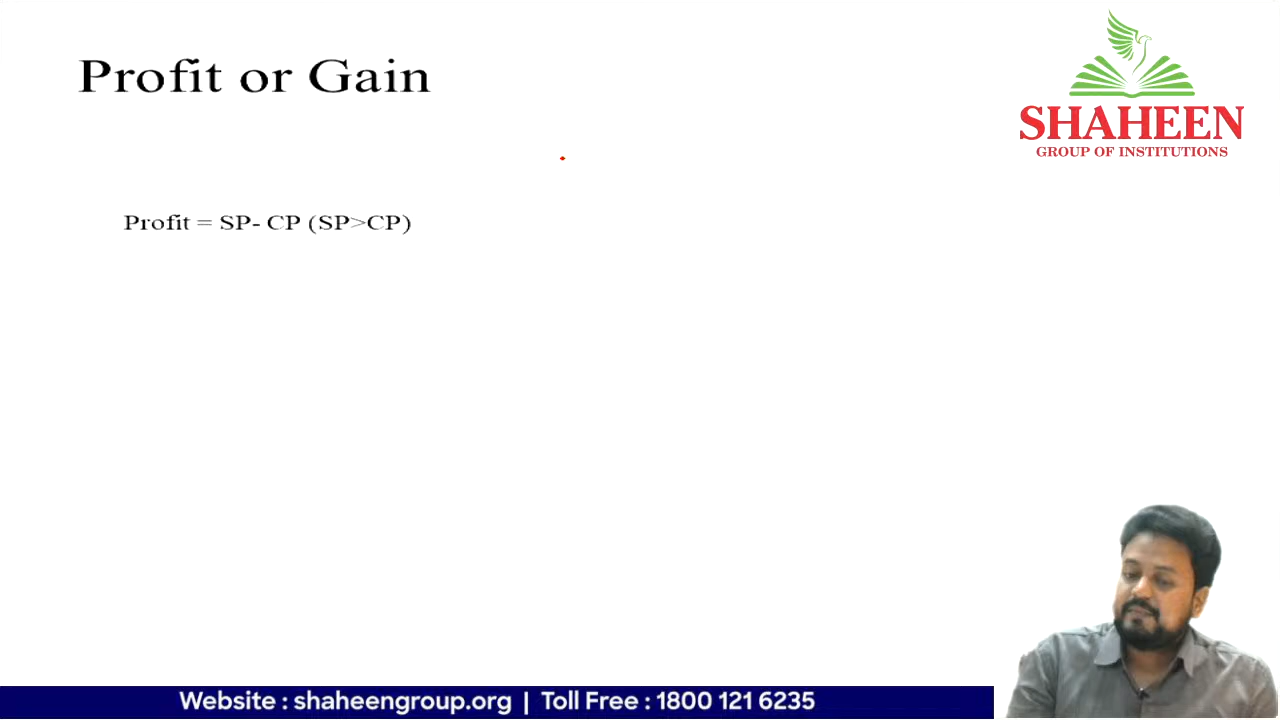 Profit or Gain
SHAHEEN
GROUP OF INSTITUTIONS
Profit = SP- CP (SP>CP)
Website : shaheengroup.org | Toll Free : 1800 121 6235